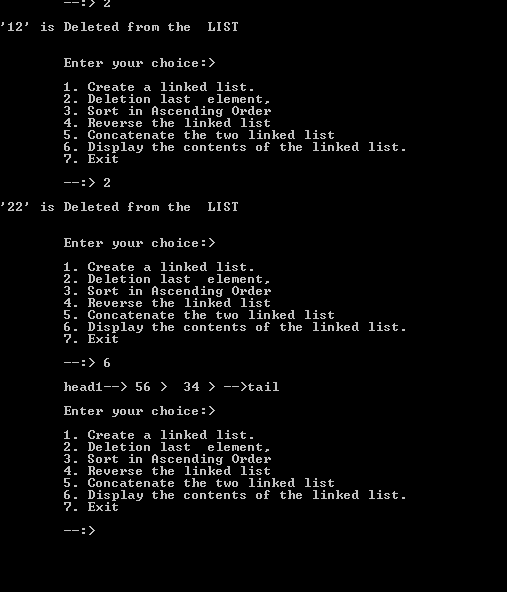 --:> 2
'12' is Deleted from the  LIST
Enter your choice:>
1. Create a linked list.
2. Deletion last  element,
3. Sort in Ascending Order
4. Reverse the linked list
5. Concatenate the two linked list
6. Display the contents of the linked list.
7. Exit
--:> 2
'22' is Deleted from the  LIST
Enter your choice:>
1. Create a linked list.
2. Deletion last  element,
3. Sort in Ascending Order
4. Reverse the linked list
5. Concatenate the two linked list
6. Display the contents of the linked list.
7. Exit
--:> 6
head1--> 56 >  34 > -->tail
Enter your choice:>
1. Create a linked list.
2. Deletion last  element,
3. Sort in Ascending Order
4. Reverse the linked list
5. Concatenate the two linked list
6. Display the contents of the linked list.
7. Exit
--:>